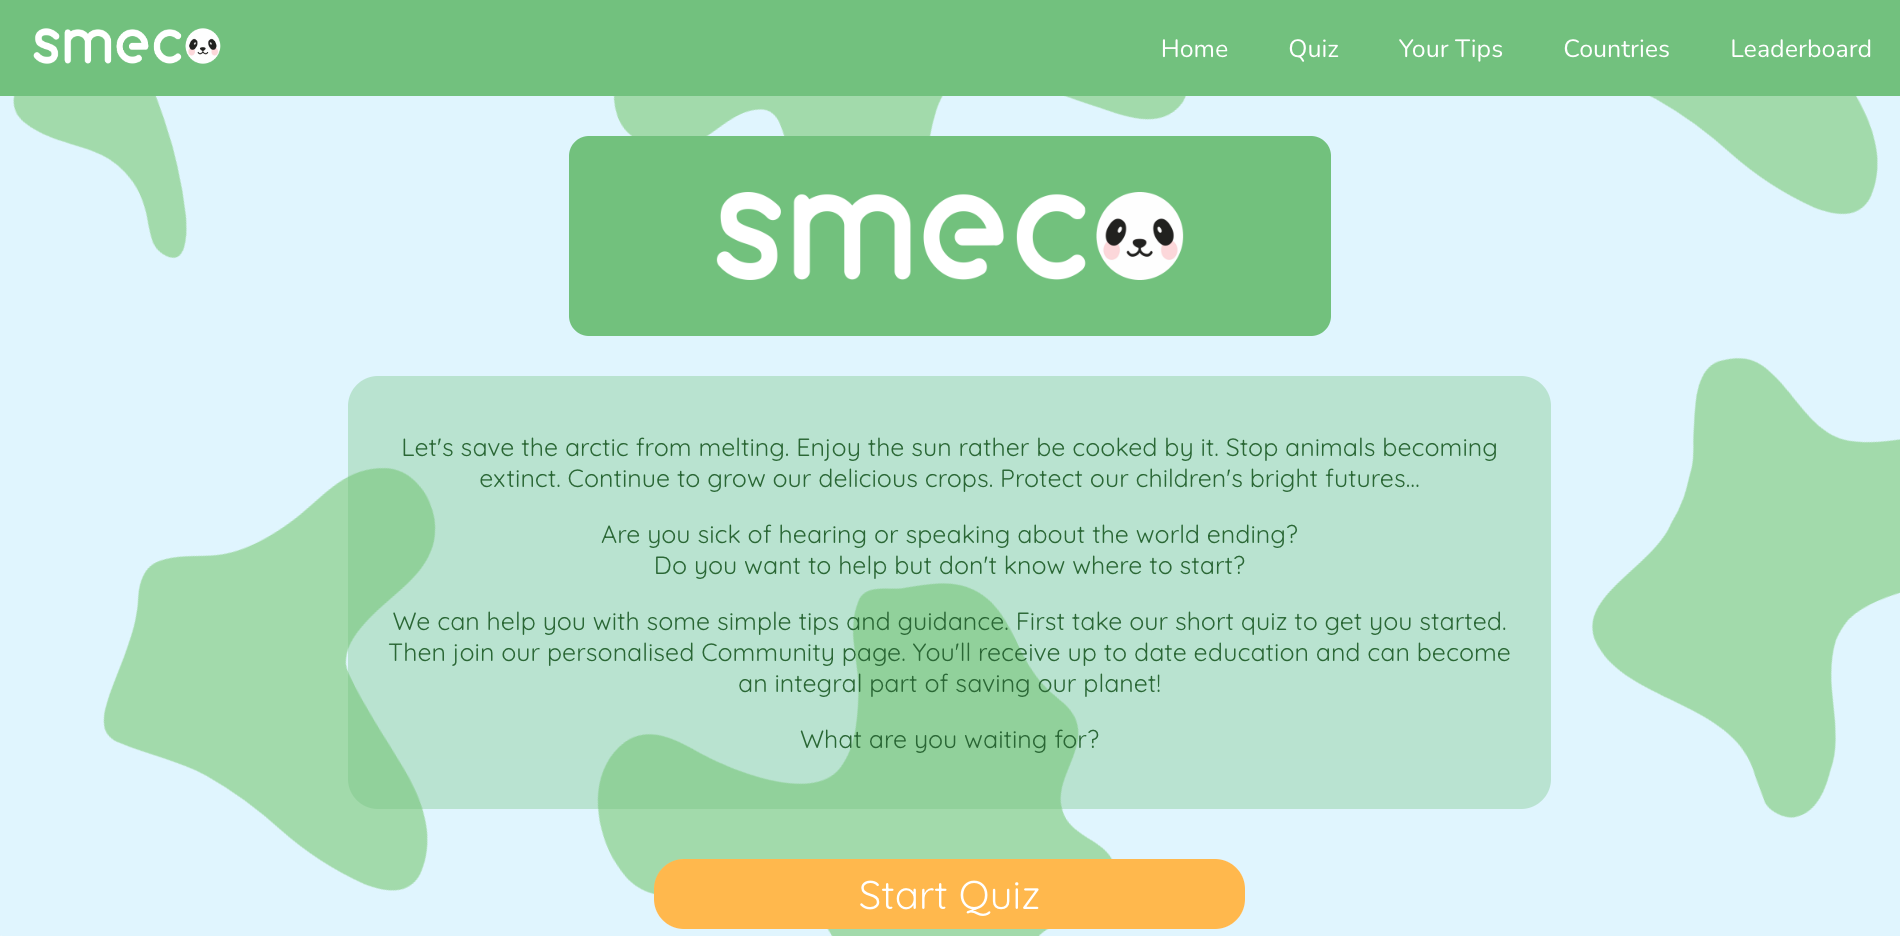 smeco
Home Quiz Your Tips Countries Leaderboard
smeco
Let's save the arctic from melting. Enjoy the sun rather be cooked by it. Stop animals becoming
extinct. Continue to grow our delicious crops. Protect our children's bright futures...
Are you sick of hearing or speaking about the world ending?
Do you want to help but don't know where to start?
We can help you with some simple tips and guidance. First take our short quiz to get you started.
Then join our personalised Community page. You'll receive up to date education and can become
an integral part of saving our planet!
What are you waiting for?
Start Quiz